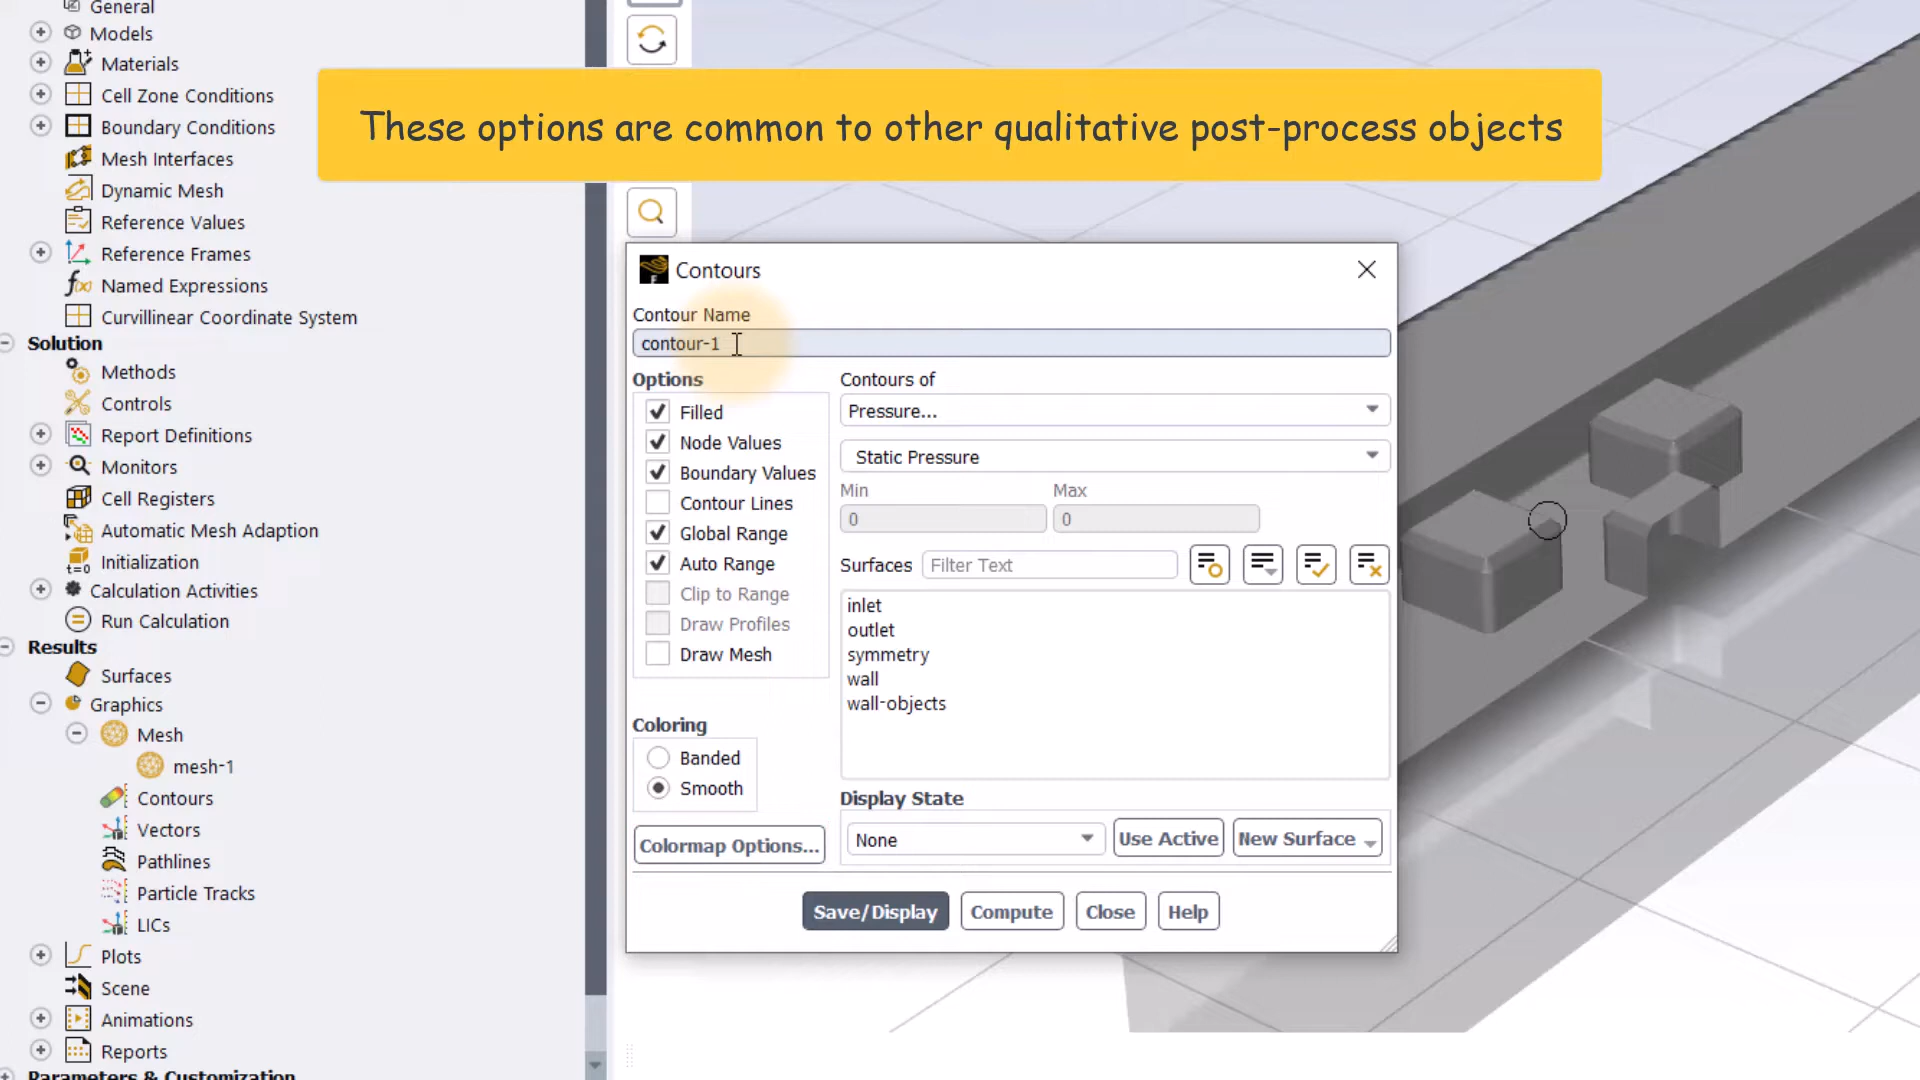 General
Models
Materials
Cell Zone Conditions
Boundary Conditions
Mesh Interfaces
Dynamic Mesh
Reference Values
Reference Frames
Named Expressions
Curvillinear Coordinate System
Solution
Methods
Controls
Report Definitions
Monitors
Cell Registers
Automatic Mesh Adaption
Initialization
Calculation Activities
Run Calculation
Results
Surfaces
Graphics
Mesh
mesh-1
Contours
Vectors
Pathlines
Particle Tracks
LICs
Plots
Scene
Animations
Reports
Parameters & Customization
These options are common to other qualitative post-process objects
Contours
Contour Name
contour-1
Options
Filled
Node Values
Boundary Values
Contour Lines
Global Range
Auto Range
Clip to Range
Draw Profiles
Draw Mesh
Coloring
Banded
Smooth
Colormap Options...
Contours of
Pressure...
Static Pressure
Min Max
0 0
Surfaces Filter Text
inlet
outlet
symmetry
wall
wall-objects
Display State
None Use Active New Surface
Save/Display Compute Close Help